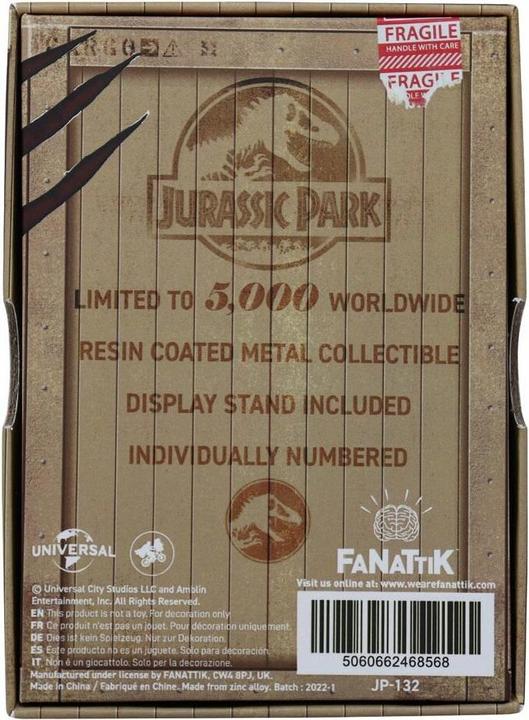 CARGO
FRAGILE
HANDLE WITH CARE
FRAGILE
JURASSIC PARK
LIMITED TO 5,000 WORLDWIDE
RESIN COATED METAL COLLECTIBLE
DISPLAY STAND INCLUDED
INDIVIDUALLY NUMBERED
UNIVERSAL
FANATTIK
Visit us online at: www.wearefanattik.com
© Universal City Studios LLC and Amblin
Entertainment, Inc. All Rights Reserved.
EN This product is not a toy. For decoration only
FR Ce produit n'est pas un jouet. Pour décoration uniquement.
DE Dies ist kein Spielzeug. Nur zur Dekoration.
ES Este producto no es un juguete. Solo para decoración.
IT Non è un giocattolo. Solo per la decorazione.
Manufactured under license by FANATTIK, CW4 8PJ, UK.
Made in China / Fabriqué en Chine. Made from zinc alloy. Batch : 2022-1
5060662468568
JP-132